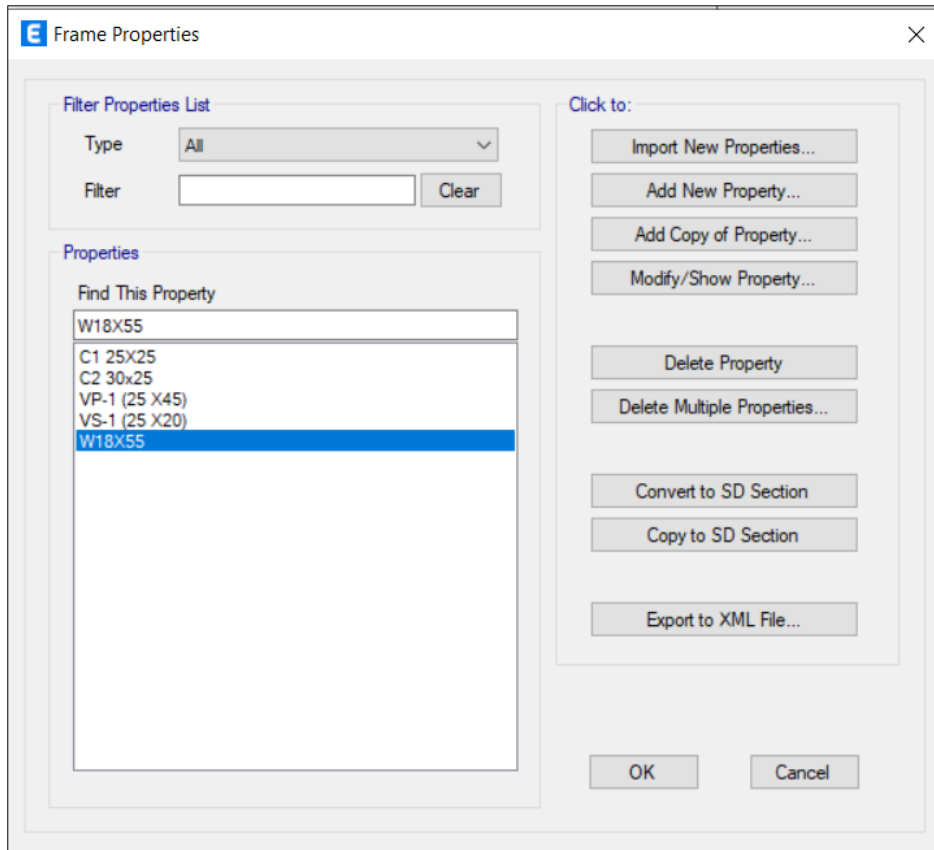 E Frame Properties
Filter Properties List
Type All
Filter Clear
Properties
Find This Property
W18X55
C1 25X25
C2 30x25
VP-1 (25 X45)
VS-1 (25 X20)
W18X55
Click to:
Import New Properties...
Add New Property...
Add Copy of Property...
Modify/Show Property...
Delete Property
Delete Multiple Properties...
Convert to SD Section
Copy to SD Section
Export to XML File...
OK Cancel